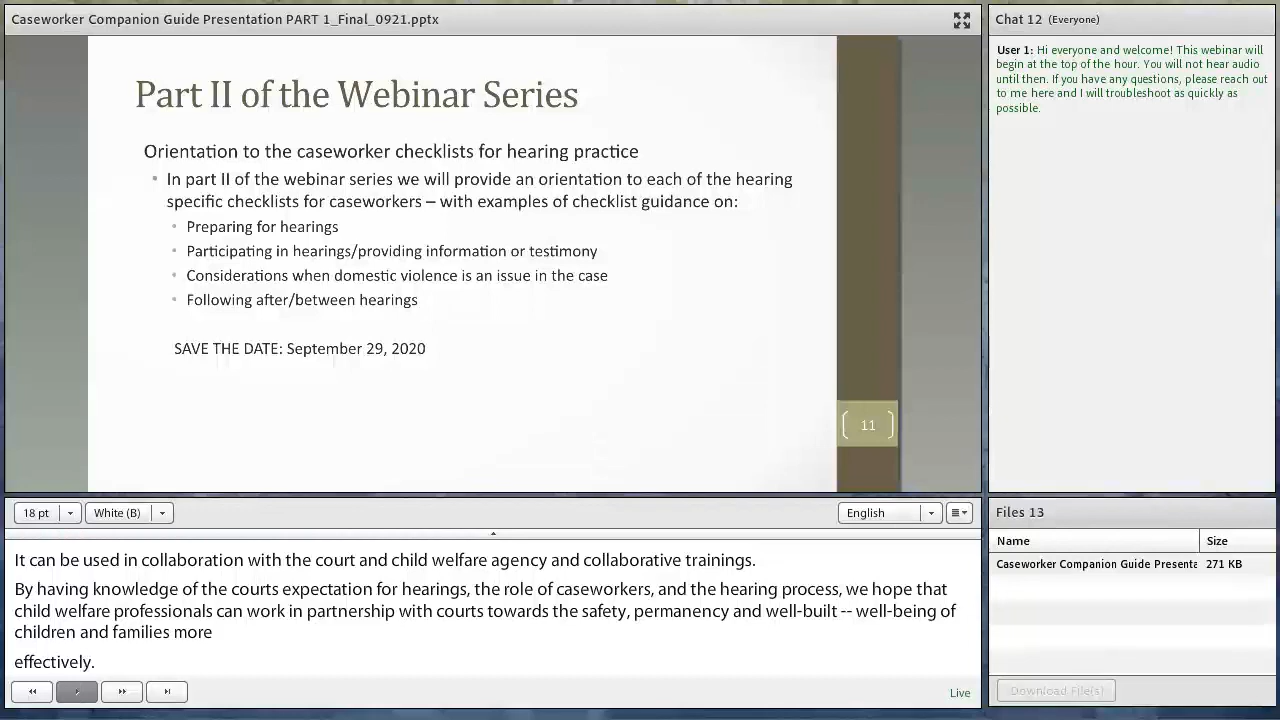 Caseworker Companion Guide Presentation PART 1_Final_0921.pptx
Part II of the Webinar Series
Orientation to the caseworker checklists for hearing practice
In part II of the webinar series we will provide an orientation to each of the hearing
specific checklists for caseworkers – with examples of checklist guidance on:
Preparing for hearings
Participating in hearings/providing information or testimony
Considerations when domestic violence is an issue in the case
Following after/between hearings
SAVE THE DATE: September 29, 2020
11
Chat 12 (Everyone)
User 1: Hi everyone and welcome! This webinar will
begin at the top of the hour. You will not hear audio
until then. If you have any questions, please reach out
to me here and I will troubleshoot as quickly as
possible.
18 pt
White (B)
English
It can be used in collaboration with the court and child welfare agency and collaborative trainings.
By having knowledge of the courts expectation for hearings, the role of caseworkers, and the hearing process, we hope that
child welfare professionals can work in partnership with courts towards the safety, permanency and well-built -- well-being of
children and families more
effectively.
Live
Files 13
Name Size
Caseworker Companion Guide Presenta 271 KB
Download File(s)